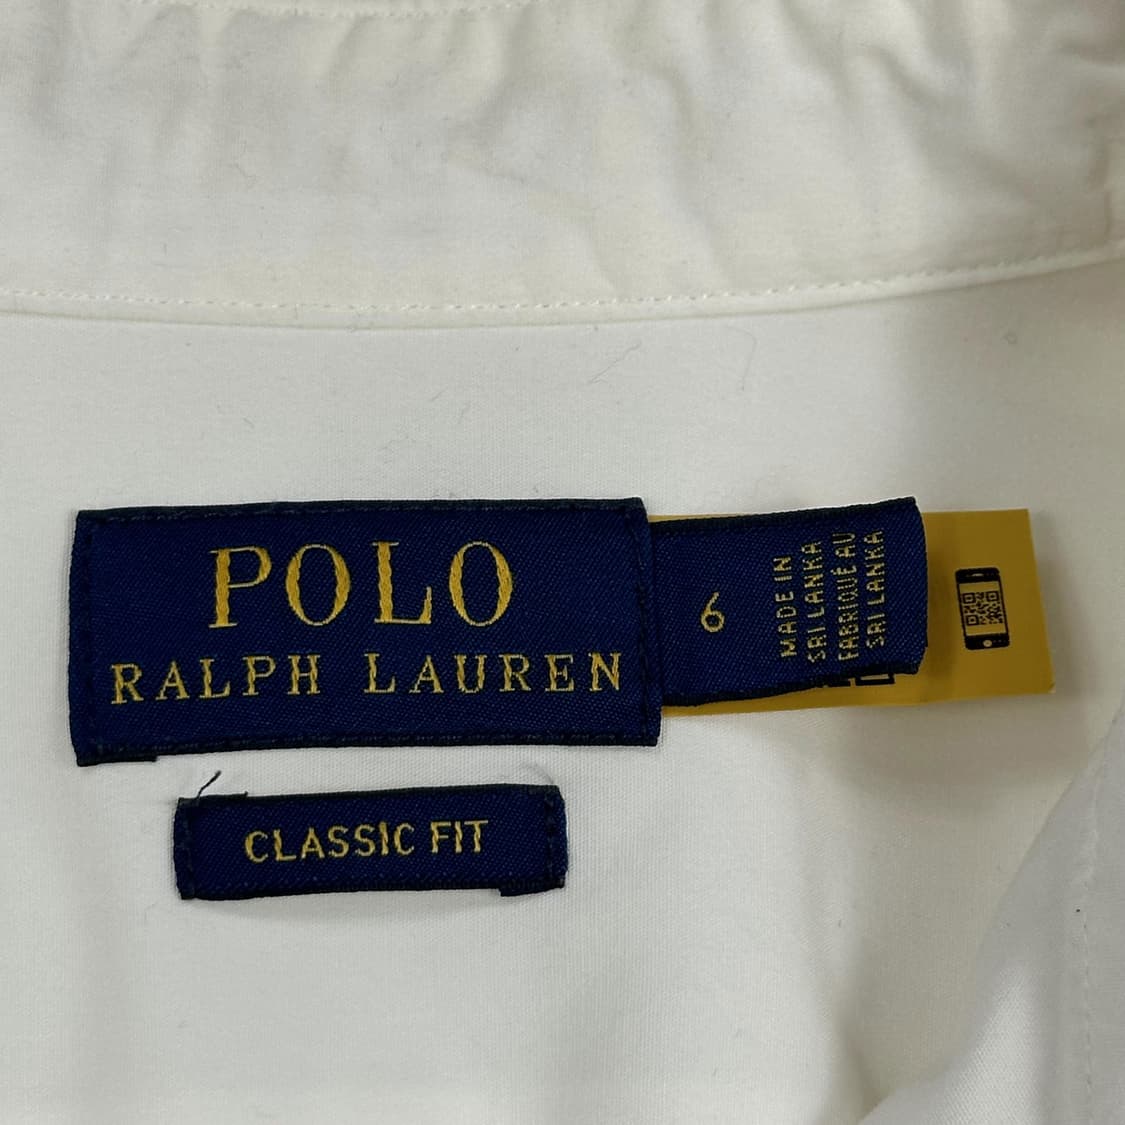 POLO
RALPH LAUREN
6
MADE IN
SRI LANKA
FABRIQUÉ AU
SRI LANKA
CLASSIC FIT